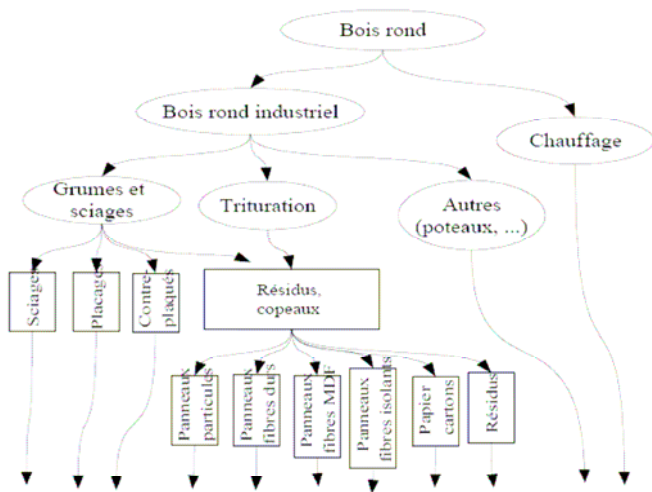 Bois rond
Bois rond industriel
Chauffage
Grumes et
sciages
Trituration
Autres
(poteaux, ...)
Sciages
Placages
Contre-
plaqués
Résidus,
copeaux
Panneaux
particules
Panneaux
fibres durs
Panneaux
fibres MDF
Panneaux
fibres isolants
Papier
cartons
Résidus